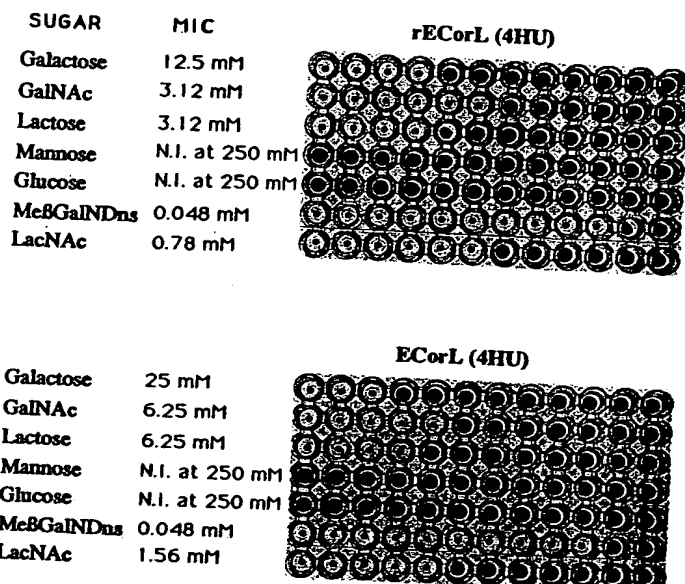 SUGAR MIC
rECorL (4HU)
Galactose 12.5 mM
GalNAc 3.12 mM
Lactose 3.12 mM
Mannose N.I. at 250 mM
Glucose N.I. at 250 mM
MeβGalNDns 0.048 mM
LacNAc 0.78 mM
ECorL (4HU)
Galactose 25 mM
GalNAc 6.25 mM
Lactose 6.25 mM
Mannose N.I. at 250 mM
Glucose N.I. at 250 mM
MeβGalNDns 0.048 mM
LacNAc 1.56 mM